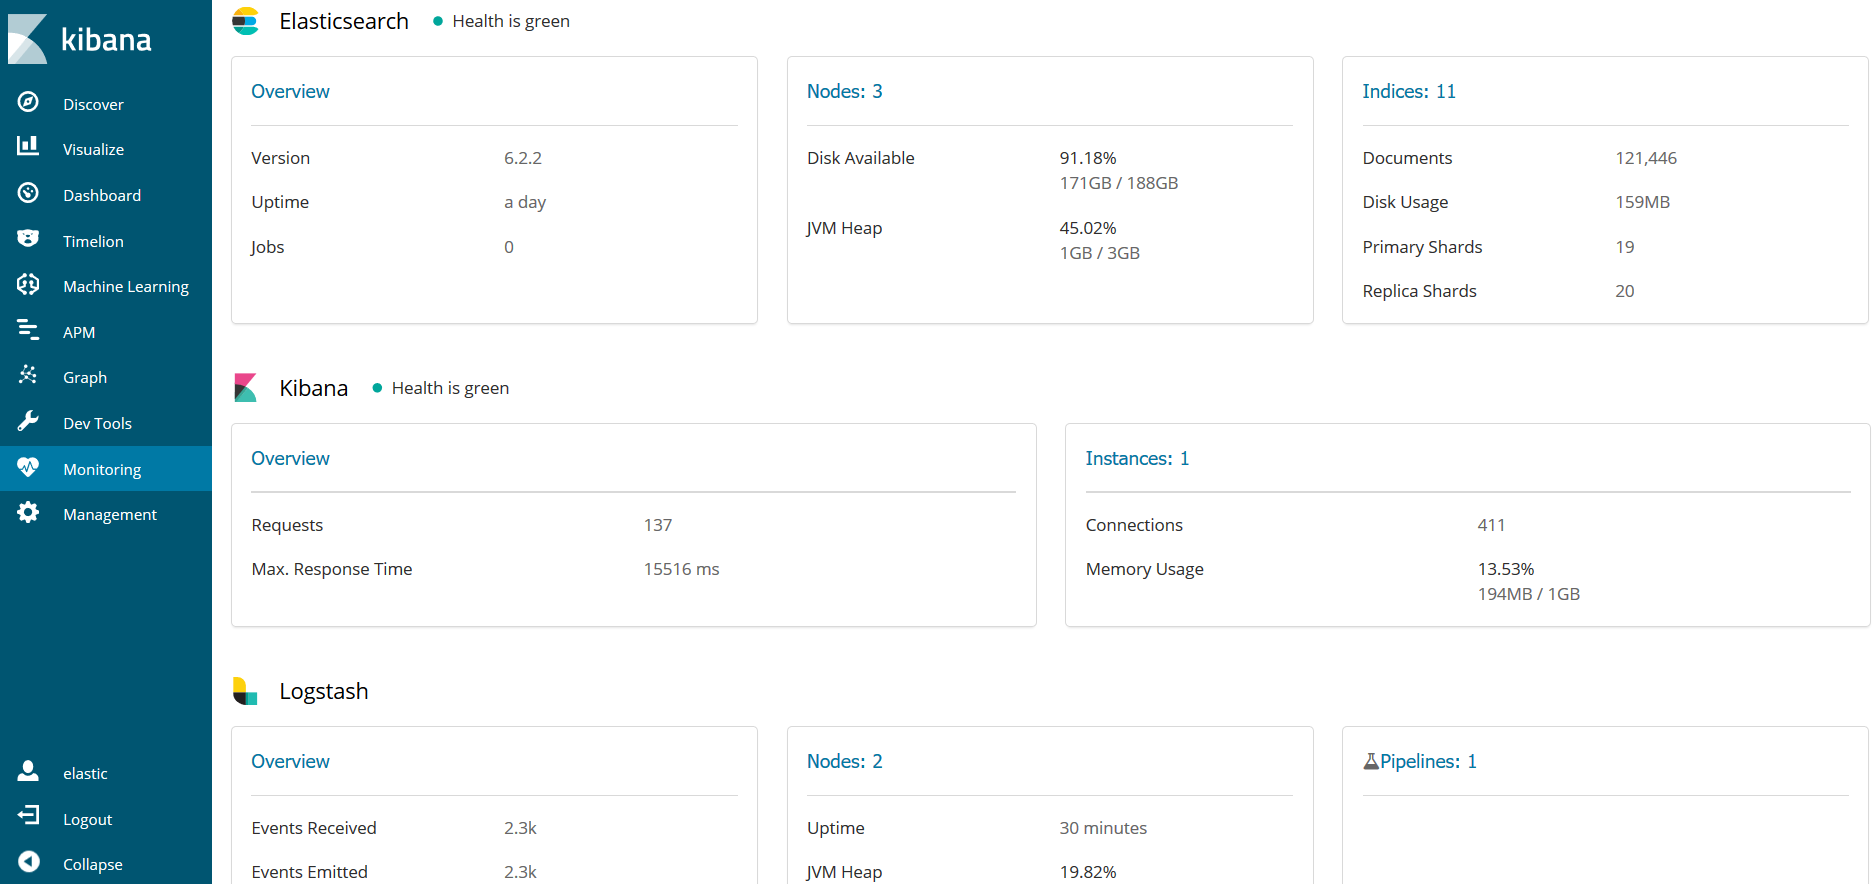 kibana
Discover
Visualize
Dashboard
Timelion
Machine Learning
APM
Graph
Dev Tools
Monitoring
Management
elastic
Logout
Collapse
Elasticsearch Health is green
Overview
Version 6.2.2
Uptime a day
Jobs 0
Nodes: 3
Disk Available 91.18%
171GB / 188GB
JVM Heap 45.02%
1GB / 3GB
Indices: 11
Documents 121,446
Disk Usage 159MB
Primary Shards 19
Replica Shards 20
Kibana Health is green
Overview
Requests 137
Max. Response Time 15516 ms
Instances: 1
Connections 411
Memory Usage 13.53%
194MB / 1GB
Logstash
Overview
Events Received 2.3k
Events Emitted 2.3k
Nodes: 2
Uptime 30 minutes
JVM Heap 19.82%
Pipelines: 1